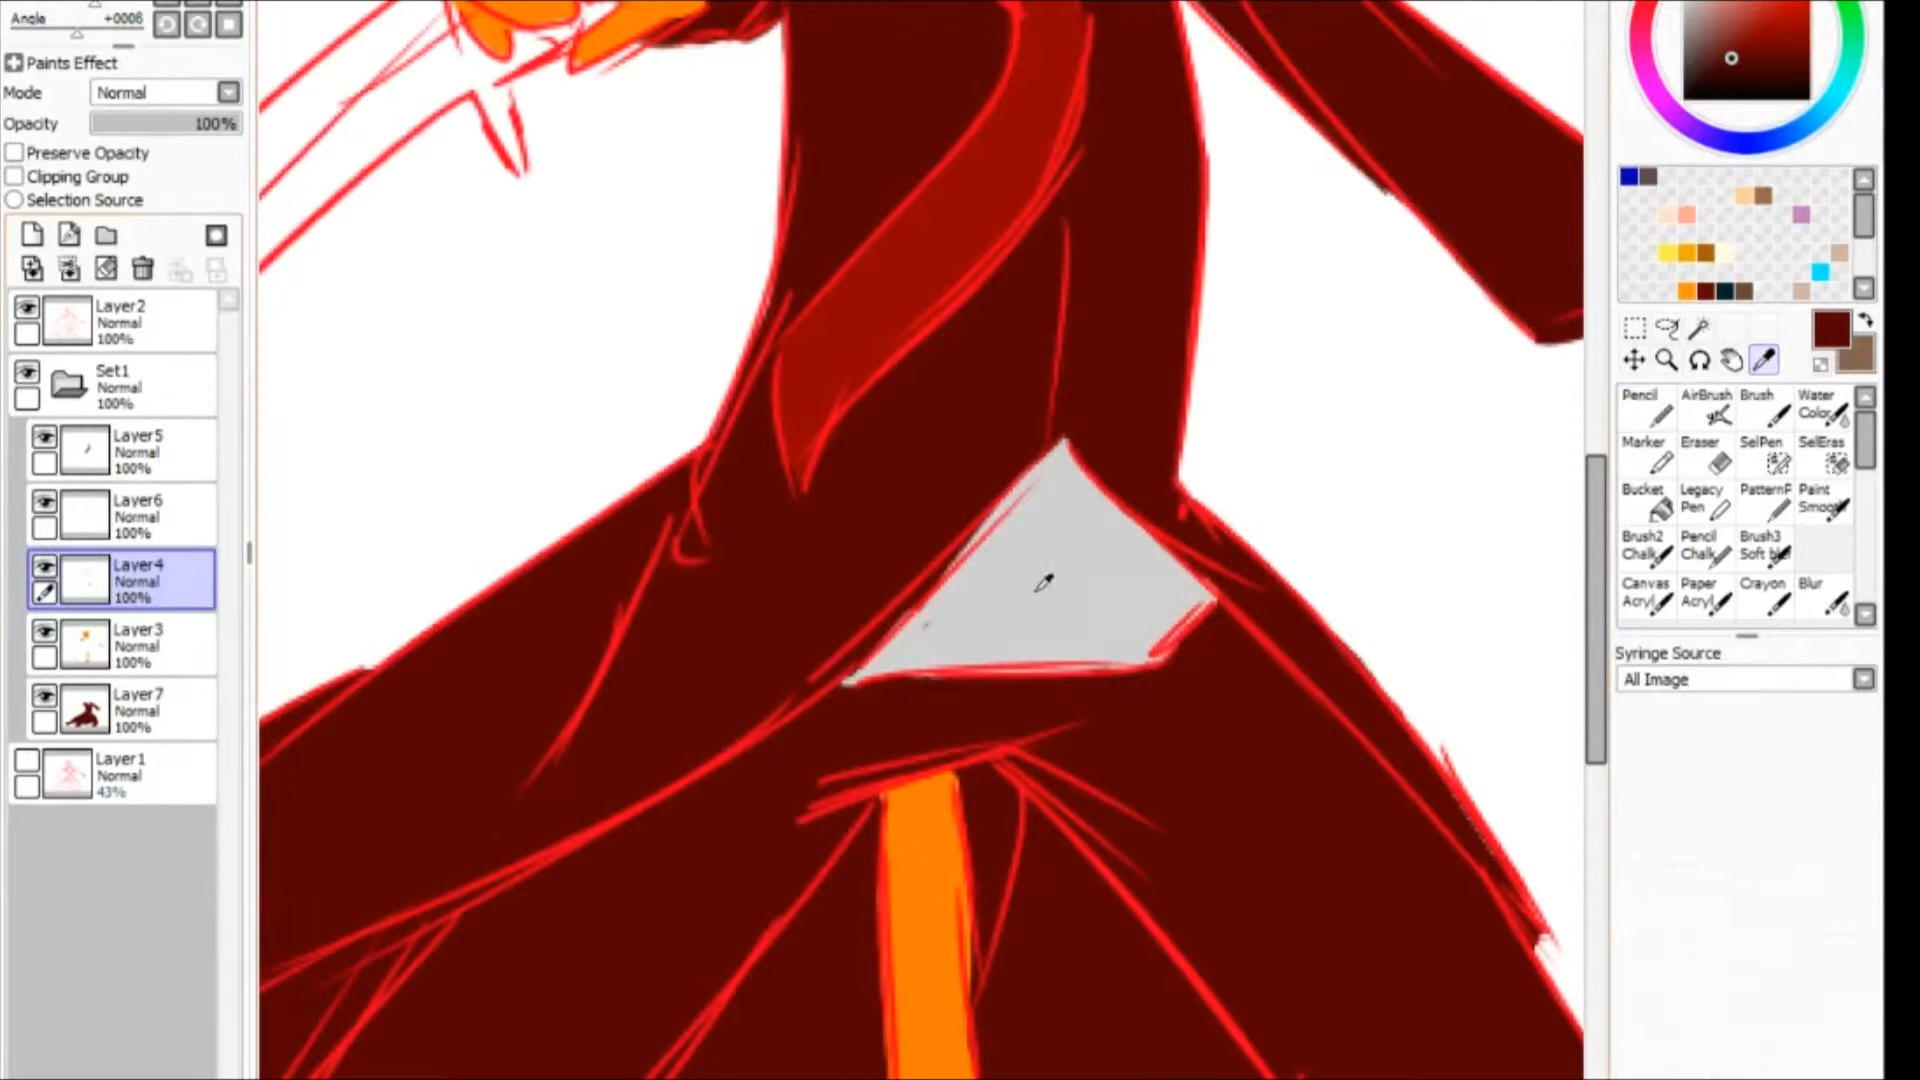 Angle +0006
Paints Effect
Mode Normal
Opacity 100%
Preserve Opacity
Clipping Group
Selection Source
Layer2
Normal
100%
Set1
Normal
100%
Layer5
Normal
100%
Layer6
Normal
100%
Layer4
Normal
100%
Layer3
Normal
100%
Layer7
Normal
100%
Layer1
Normal
43%
Pencil AirBrush Brush Water Color
Marker Eraser SelPen SelEras
Bucket Legacy Pen PatternP Paint Smoo
Brush2 Chalk Pencil Chalk Brush3 Soft bl
Canvas Acryl Paper Acryl Crayon Blur
Syringe Source
All Image